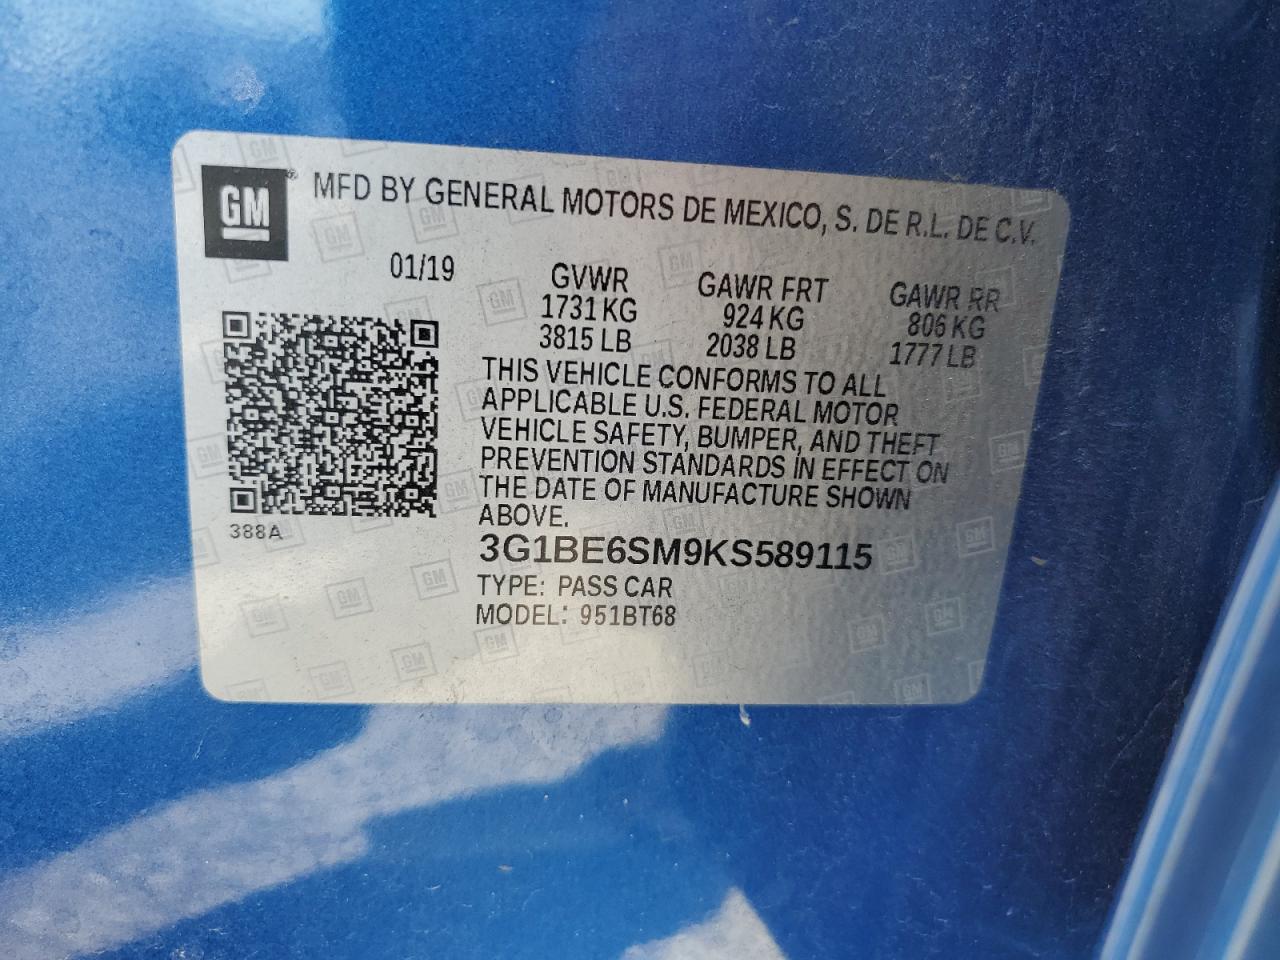 GM
MFD BY GENERAL MOTORS DE MEXICO, S. DE R.L. DE C.V.
01/19
GVWR GAWR FRT GAWR RR
1731 KG 924 KG 806 KG
3815 LB 2038 LB 1777 LB
THIS VEHICLE CONFORMS TO ALL
APPLICABLE U.S. FEDERAL MOTOR
VEHICLE SAFETY, BUMPER, AND THEFT
PREVENTION STANDARDS IN EFFECT ON
THE DATE OF MANUFACTURE SHOWN
ABOVE.
388A
3G1BE6SM9KS589115
TYPE: PASS CAR
MODEL: 951BT68